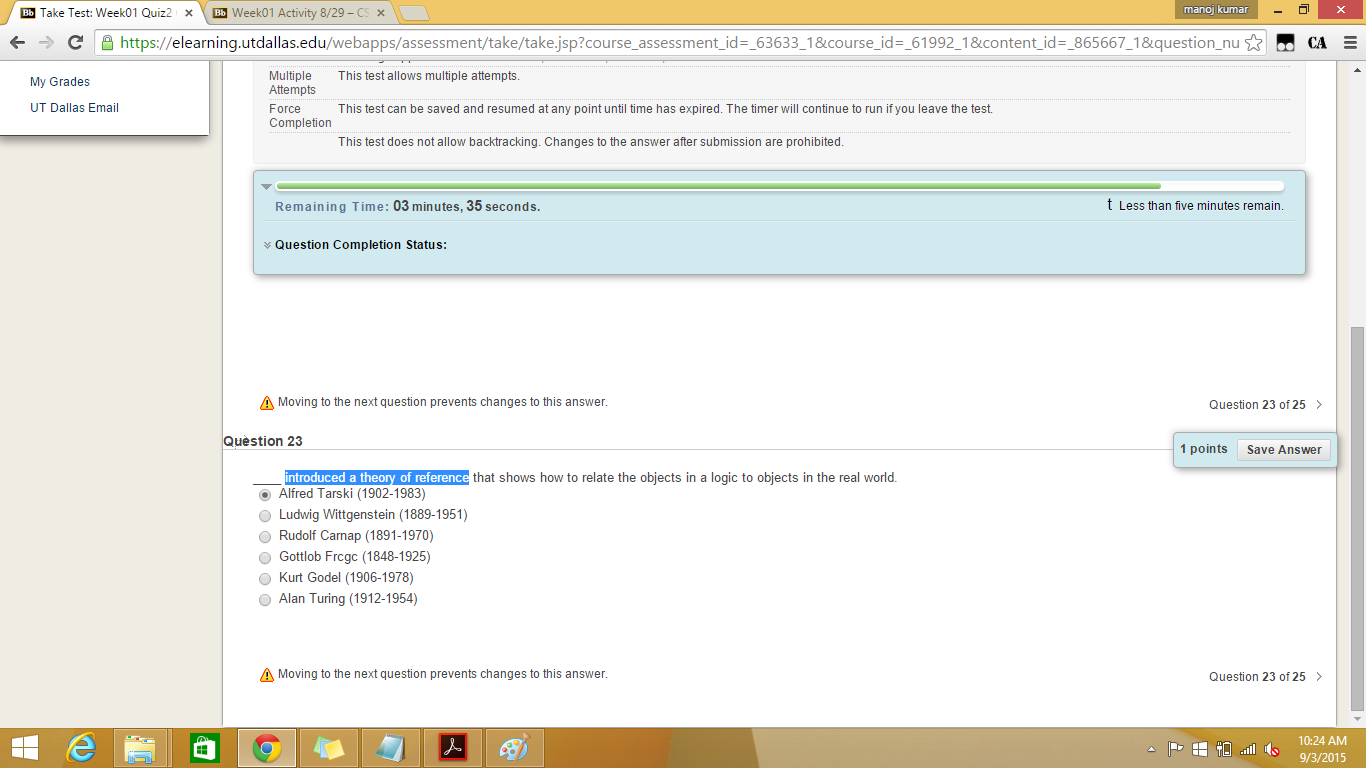 Take Test: Week01 Quiz2
Week01 Activity 8/29 – CS
manoj kumar
https://elearning.utdallas.edu/webapps/assessment/take/take.jsp?course_assessment_id=_63633_1&course_id=_61992_1&content_id=_865667_1&question_nu
CA
My Grades
UT Dallas Email
Multiple Attempts This test allows multiple attempts.
Force Completion This test can be saved and resumed at any point until time has expired. The timer will continue to run if you leave the test.
This test does not allow backtracking. Changes to the answer after submission are prohibited.
Remaining Time: 03 minutes, 35 seconds.
t Less than five minutes remain.
Question Completion Status:
Moving to the next question prevents changes to this answer.
Question 23 of 25
Question 23
1 points Save Answer
____ introduced a theory of reference that shows how to relate the objects in a logic to objects in the real world.
Alfred Tarski (1902-1983)
Ludwig Wittgenstein (1889-1951)
Rudolf Carnap (1891-1970)
Gottlob Frcgc (1848-1925)
Kurt Godel (1906-1978)
Alan Turing (1912-1954)
Moving to the next question prevents changes to this answer.
Question 23 of 25
10:24 AM
9/3/2015